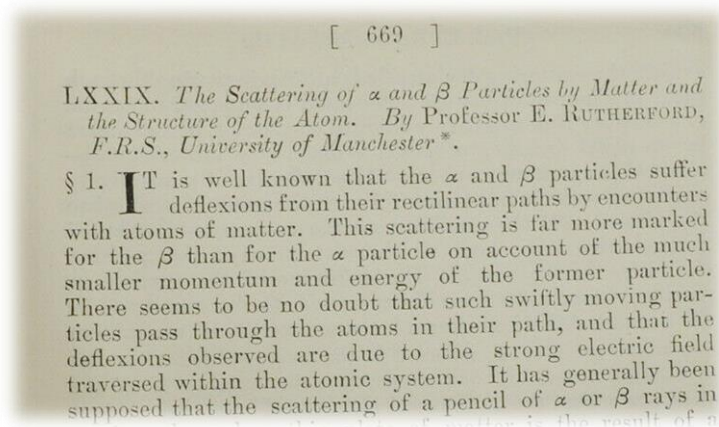 [ 669 ]
LXXIX. The Scattering of α and β Particles by Matter and
the Structure of the Atom. By Professor E. RUTHERFORD,
F.R.S., University of Manchester*.
§ 1. IT is well known that the α and β particles suffer
deflexions from their rectilinear paths by encounters
with atoms of matter. This scattering is far more marked
for the β than for the α particle on account of the much
smaller momentum and energy of the former particle.
There seems to be no doubt that such swiftly moving par-
ticles pass through the atoms in their path, and that the
deflexions observed are due to the strong electric field
traversed within the atomic system. It has generally been
supposed that the scattering of a pencil of α or β rays in
matter is the result of a